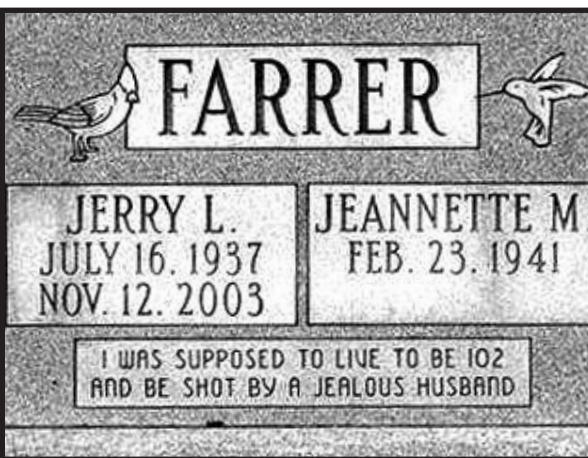 FARRER
JERRY L.
JULY 16. 1937
NOV. 12. 2003
JEANNETTE M
FEB. 23. 1941
I WAS SUPPOSED TO LIVE TO BE 102
AND BE SHOT BY A JEALOUS HUSBAND